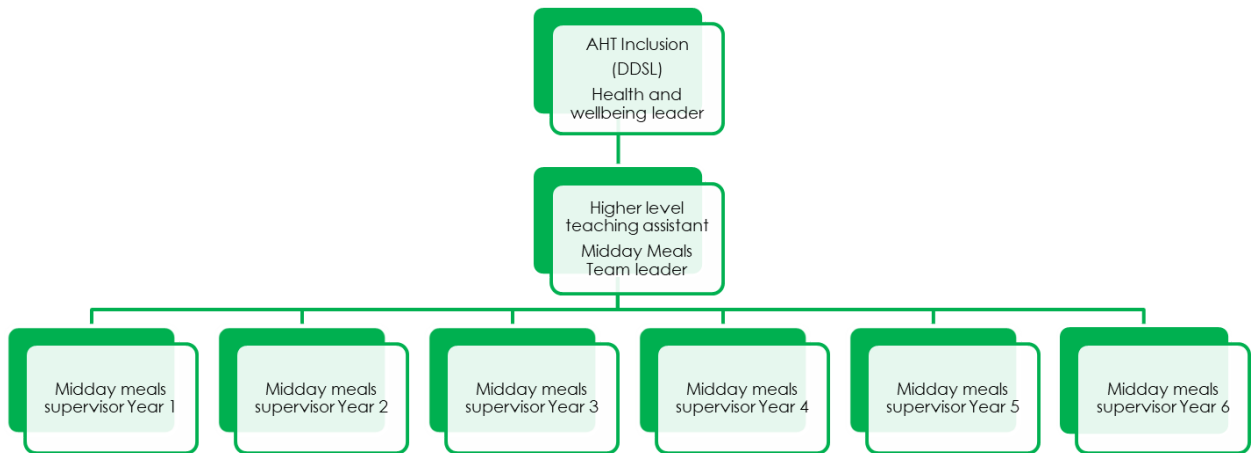 AHT Inclusion
(DDSL)
Health and
wellbeing leader
Higher level
teaching assistant
Midday Meals
Team leader
Midday meals
supervisor Year 1
Midday meals
supervisor Year 2
Midday meals
supervisor Year 3
Midday meals
supervisor Year 4
Midday meals
supervisor Year 5
Midday meals
supervisor Year 6